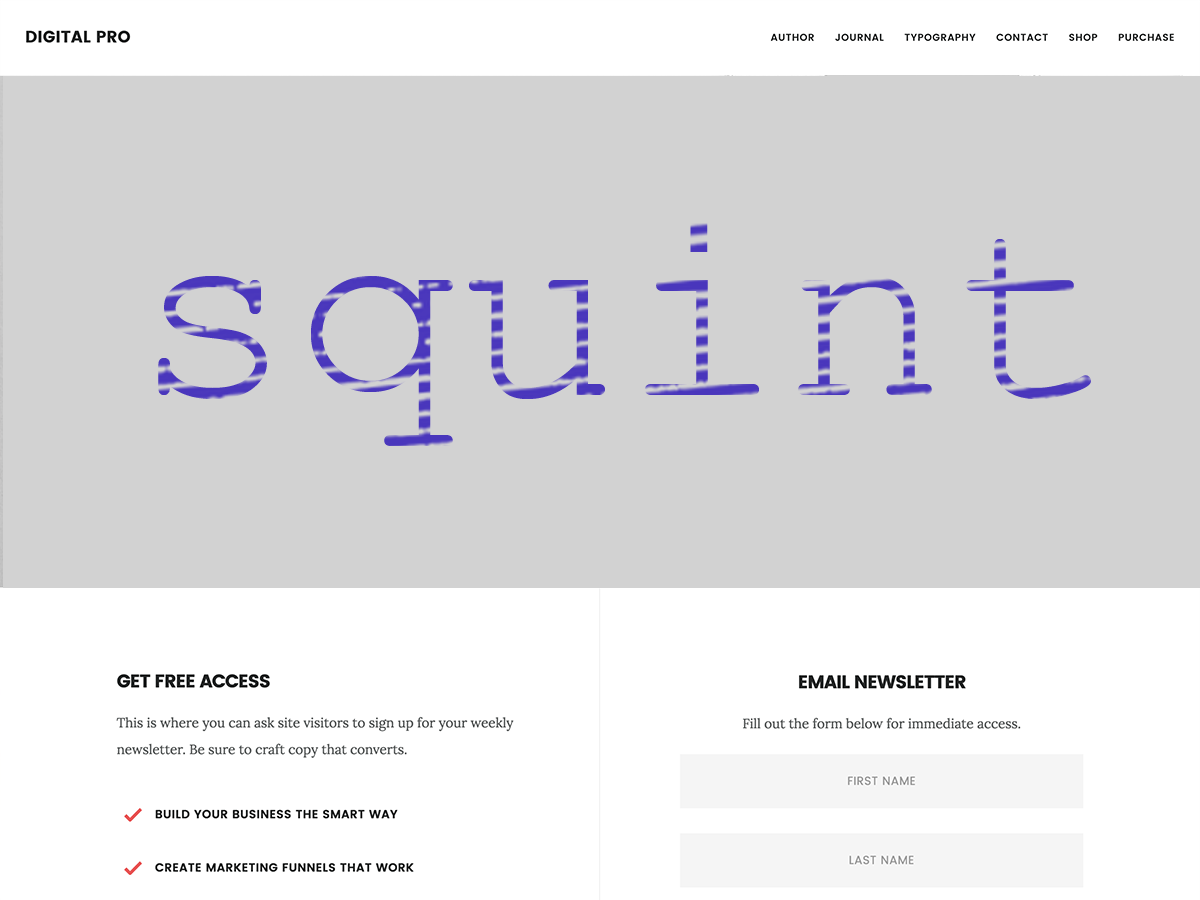 DIGITAL PRO
AUTHOR JOURNAL TYPOGRAPHY CONTACT SHOP PURCHASE
squint
GET FREE ACCESS
This is where you can ask site visitors to sign up for your weekly
newsletter. Be sure to craft copy that converts.
BUILD YOUR BUSINESS THE SMART WAY
CREATE MARKETING FUNNELS THAT WORK
EMAIL NEWSLETTER
Fill out the form below for immediate access.
FIRST NAME
LAST NAME